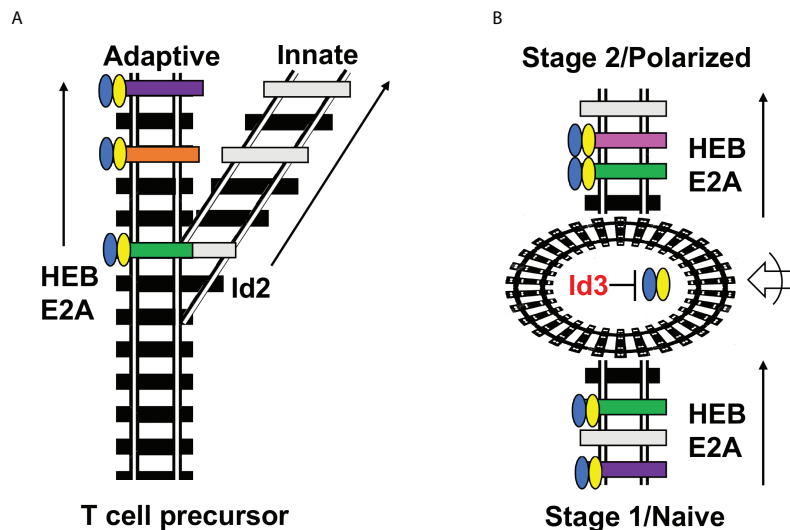 A
Adaptive
Innate
HEB
E2A
Id2
T cell precursor
B
Stage 2/Polarized
HEB
E2A
Id3
HEB
E2A
Stage 1/Naive